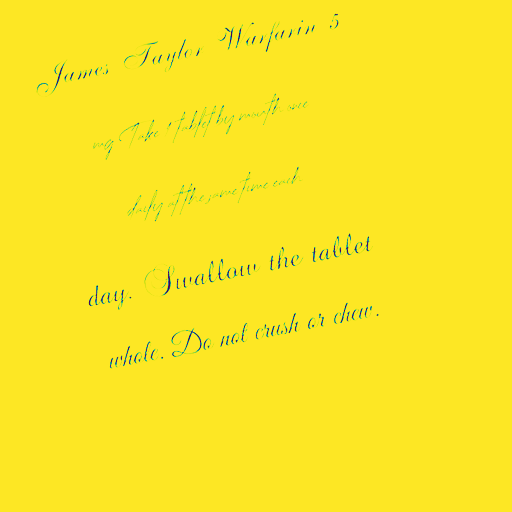 James Taylor Warfarin 5
mg Take 1 tablet by mouth once
daily at the same time each
day. Swallow the tablet
whole. Do not crush or chew.